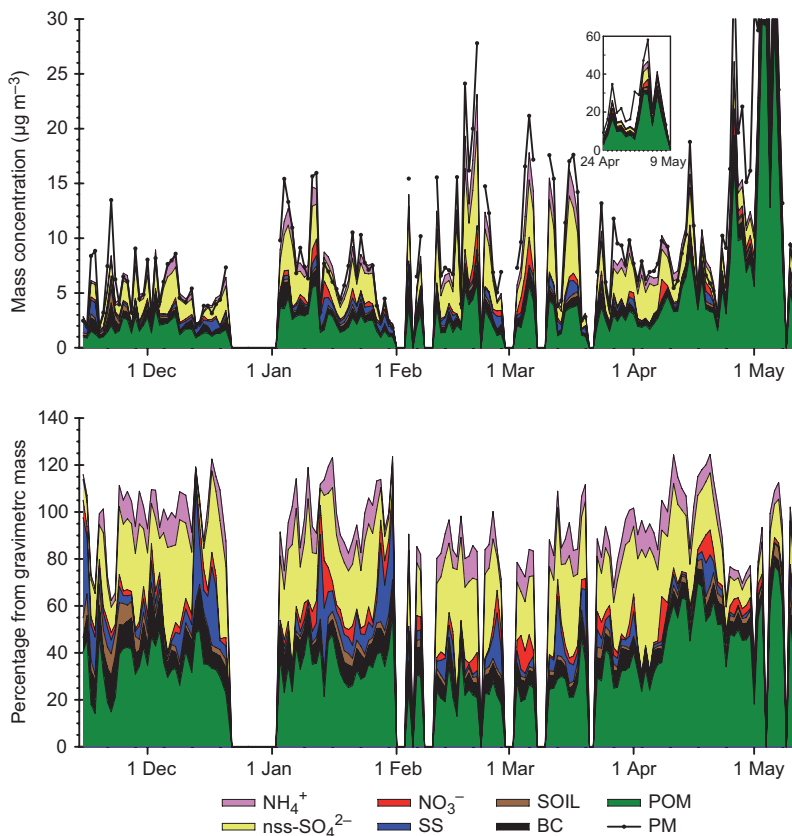 Mass concentration (µg m⁻³)
30
25
20
15
10
5
0
60
40
20
0
24 Apr 9 May
1 Dec 1 Jan 1 Feb 1 Mar 1 Apr 1 May
Percentage from gravimetrc mass
140
120
100
80
60
40
20
0
1 Dec 1 Jan 1 Feb 1 Mar 1 Apr 1 May
NH₄⁺ NO₃⁻ SOIL POM
nss-SO₄²⁻ SS BC PM